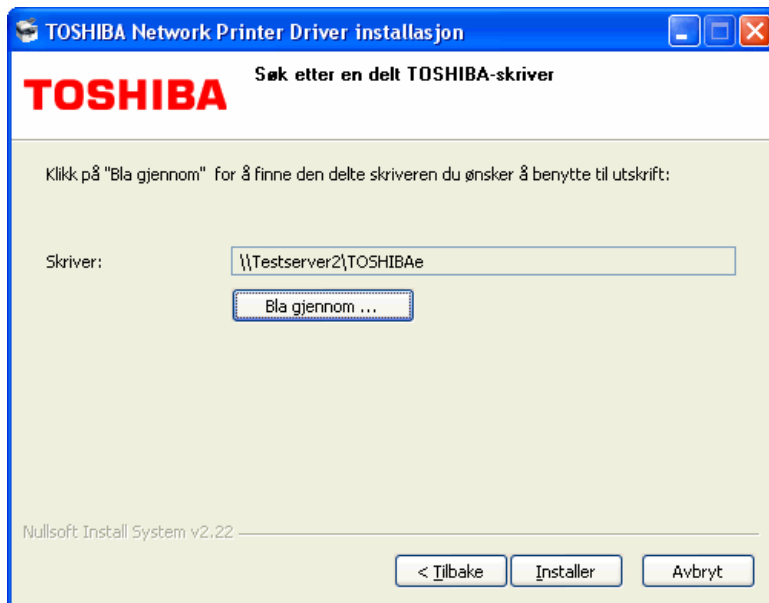 TOSHIBA Network Printer Driver installasjon
TOSHIBA
Søk etter en delt TOSHIBA-skriver
Klikk på "Bla gjennom"  for å finne den delte skriveren du ønsker å benytte til utskrift:
Skriver:
\\Testserver2\TOSHIBAe
Bla gjennom ...
Nullsoft Install System v2.22
< Tilbake
Installer
Avbryt